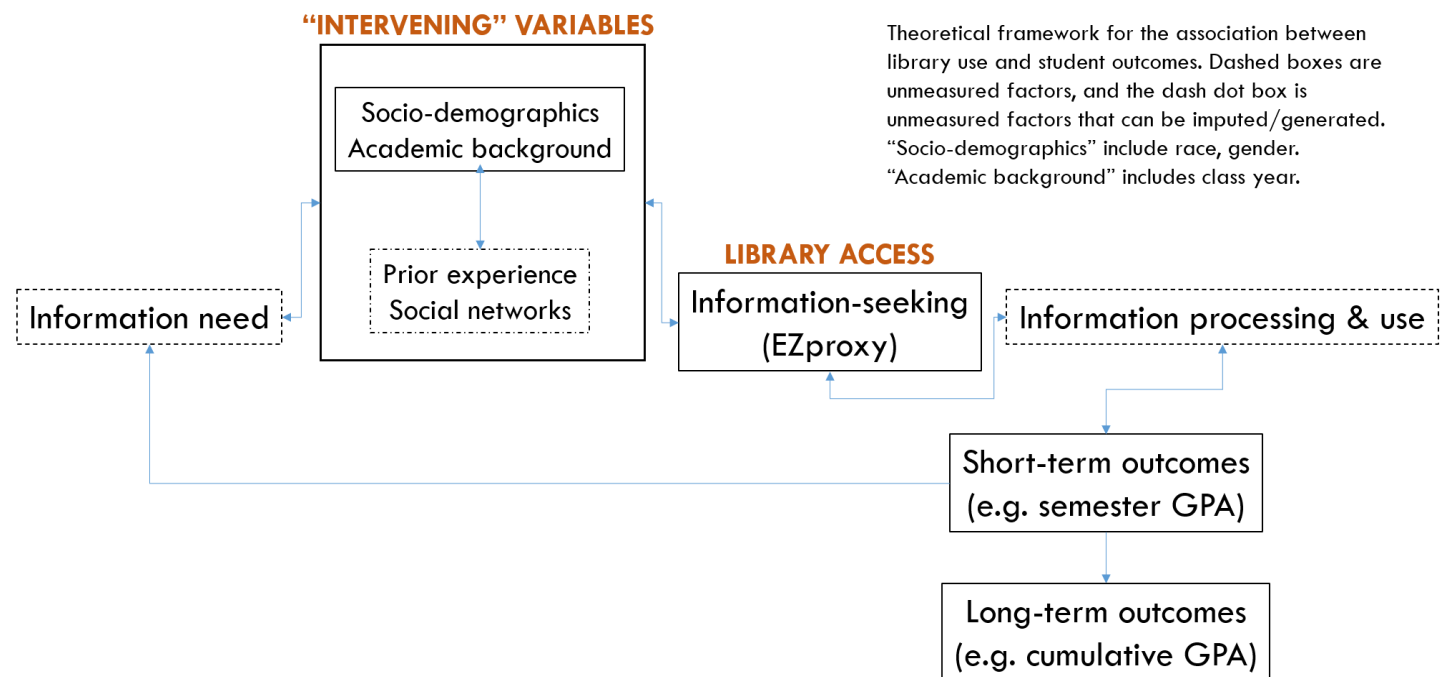 “INTERVENING” VARIABLES
Socio-demographics
Academic background
Prior experience
Social networks
Theoretical framework for the association between
library use and student outcomes. Dashed boxes are
unmeasured factors, and the dash dot box is
unmeasured factors that can be imputed/generated.
“Socio-demographics” include race, gender.
“Academic background” includes class year.
Information need
LIBRARY ACCESS
Information-seeking
(EZproxy)
Information processing & use
Short-term outcomes
(e.g. semester GPA)
Long-term outcomes
(e.g. cumulative GPA)